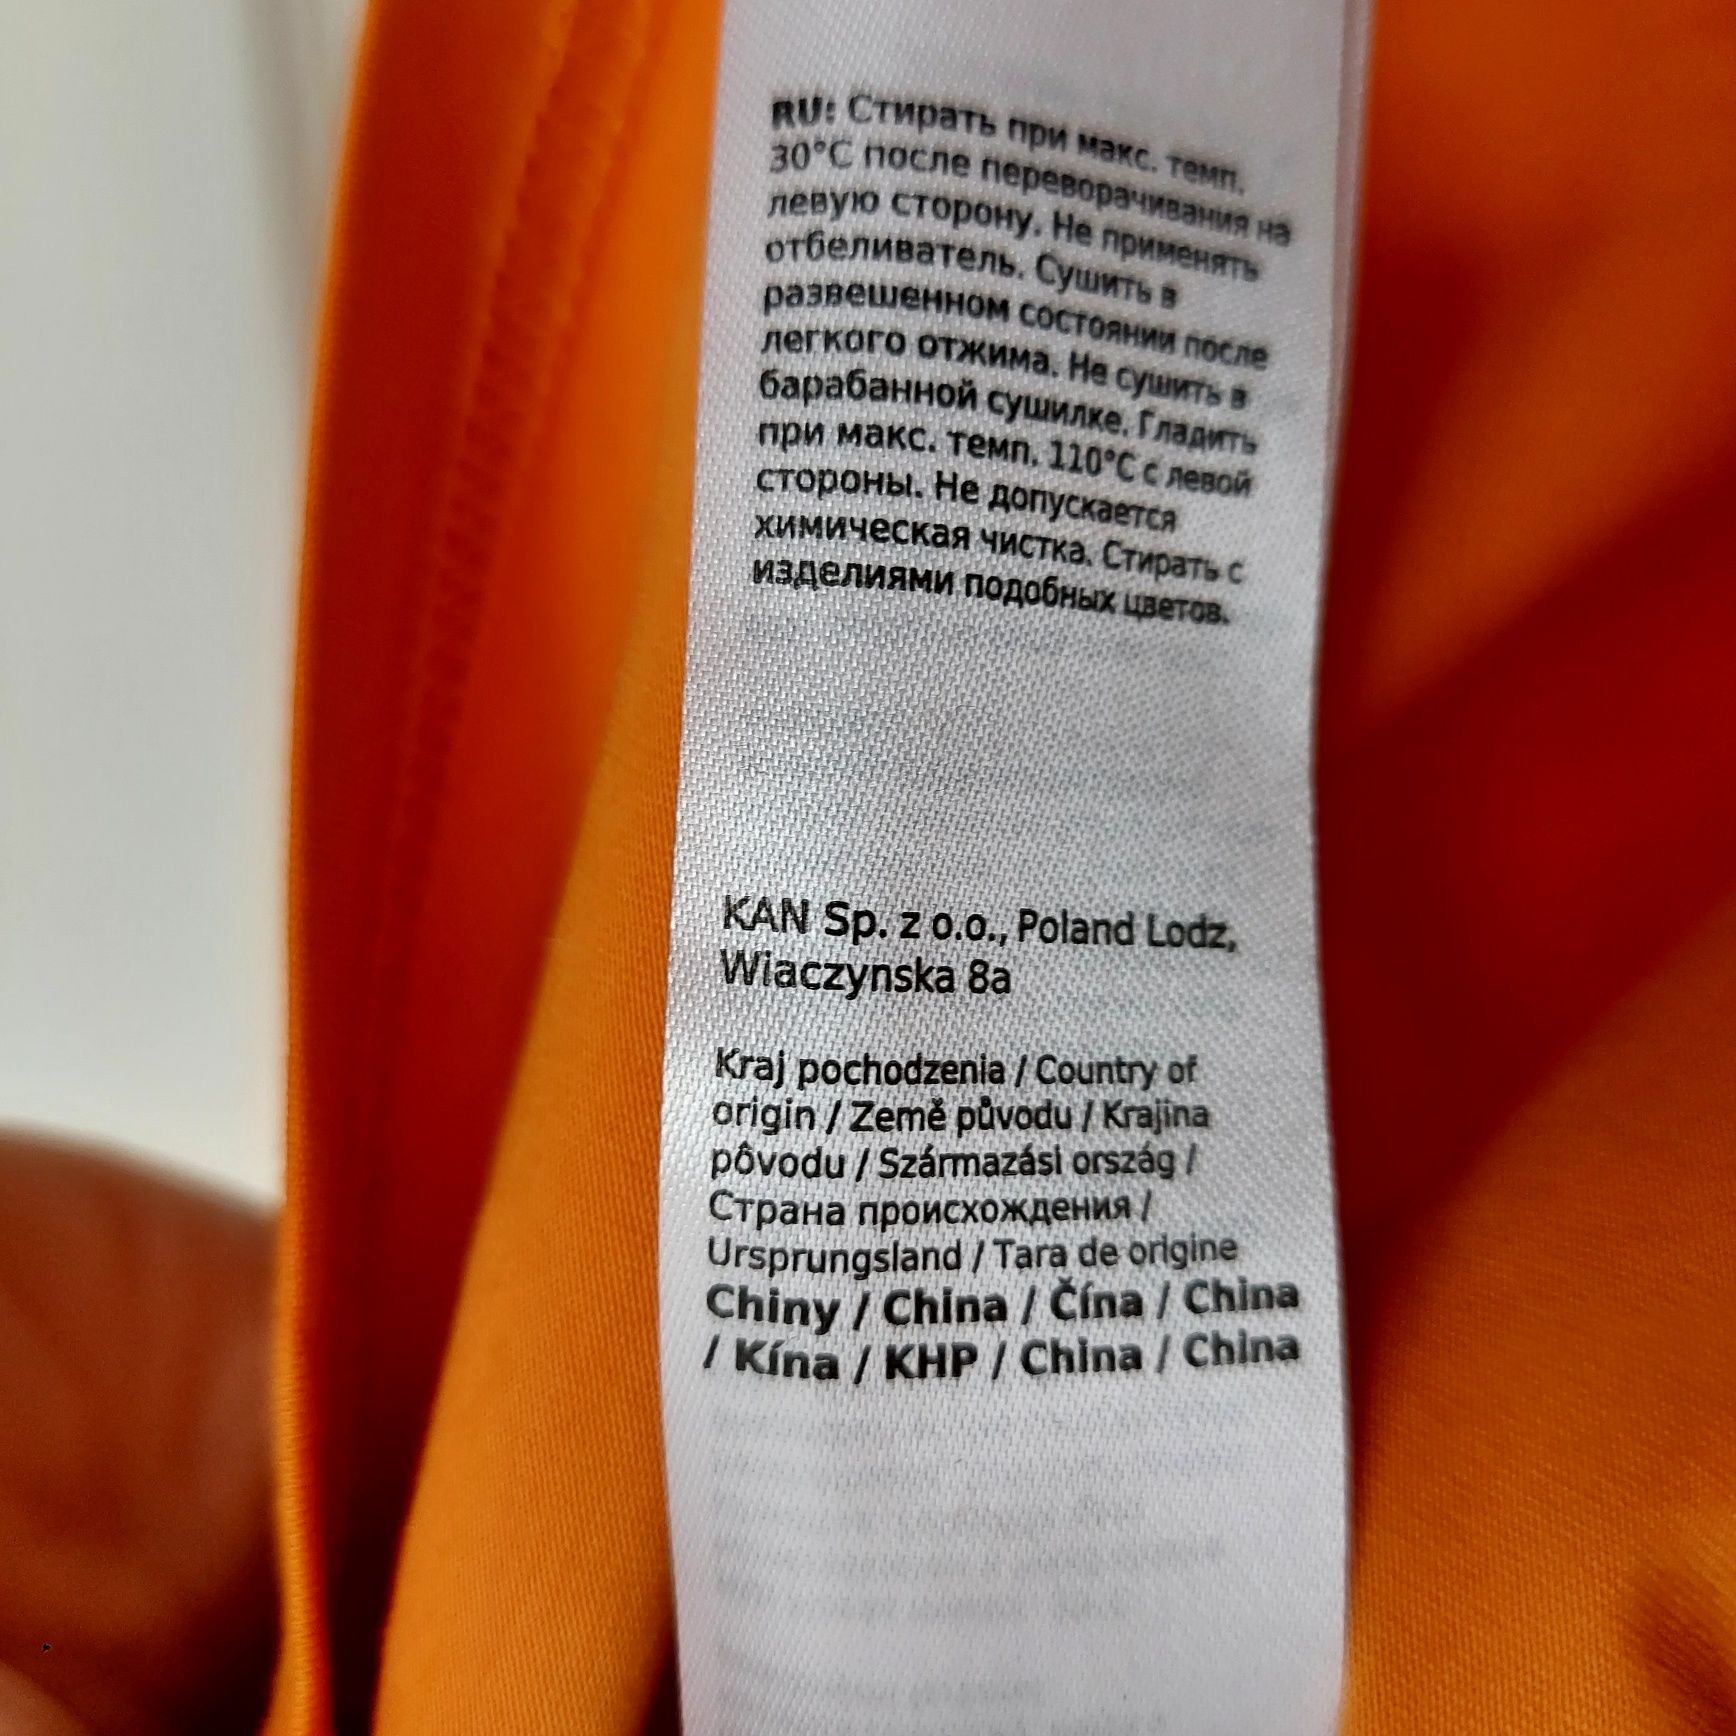 RU: Стирать при макс. темп.
30°C после переворачивания на
левую сторону. Не применять
отбеливатель. Сушить в
развешенном состоянии после
легкого отжима. Не сушить в
барабанной сушилке. Гладить
при макс. темп. 110°C с левой
стороны. Не допускается
химическая чистка. Стирать с
изделиями подобных цветов.
KAN Sp. z o.o., Poland Lodz,
Wiaczynska 8a
Kraj pochodzenia / Country of
origin / Země původu / Krajina
pôvodu / Származási ország /
Страна происхождения /
Ursprungsland / Tara de origine
Chiny / China / Čína / China
/ Kína / КНР / China / China